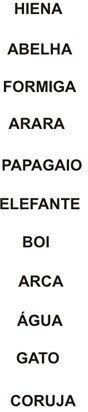 HIENA
ABELHA
FORMIGA
ARARA
PAPAGAIO
ELEFANTE
BOI
ARCA
ÁGUA
GATO
CORUJA